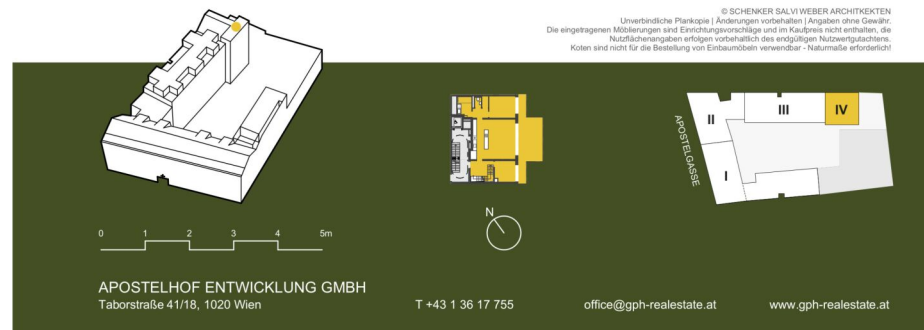 © SCHENKER SALVI WEBER ARCHITKEKTEN
Unverbindliche Plankopie | Änderungen vorbehalten | Angaben ohne Gewähr.
Die eingetragenen Möblierungen sind Einrichtungsvorschläge und im Kaufpreis nicht enthalten, die
Nutzflächenangaben erfolgen vorbehaltlich des endgültigen Nutzwertgutachtens.
Koten sind nicht für die Bestellung von Einbaumöbeln verwendbar - Naturmaße erforderlich!
II
III
IV
I
APOSTELGASSE
N
0 1 2 3 4 5m
APOSTELHOF ENTWICKLUNG GMBH
Taborstraße 41/18, 1020 Wien
T +43 1 36 17 755
office@gph-realestate.at
www.gph-realestate.at